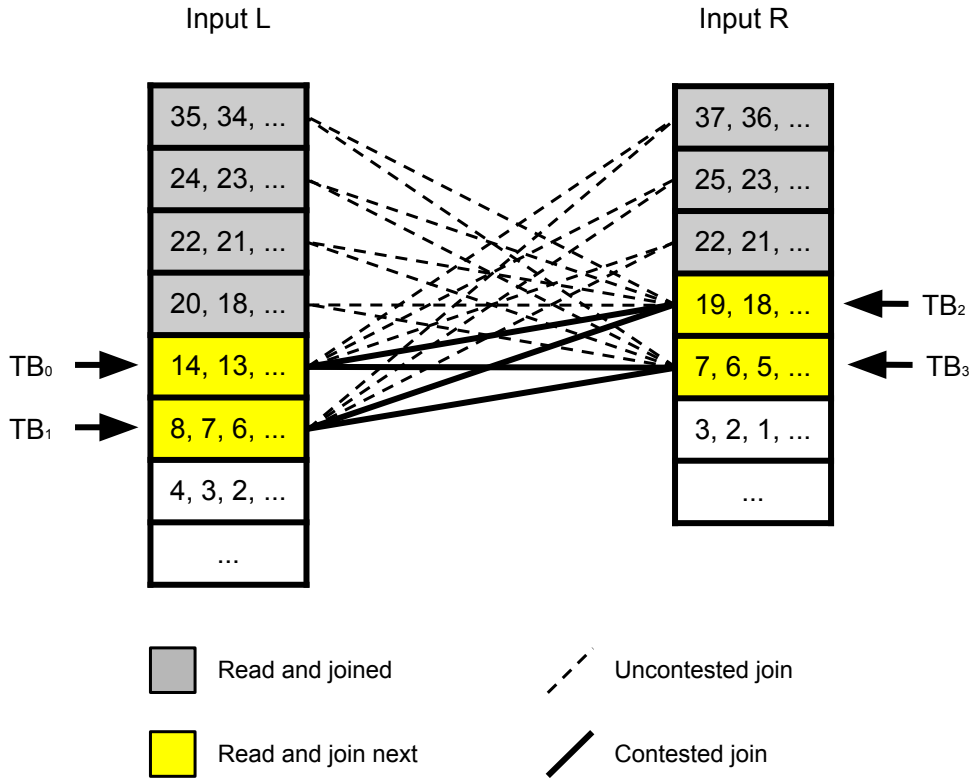 Input L
Input R
35, 34, ...
37, 36, ...
24, 23, ...
25, 23, ...
22, 21, ...
22, 21, ...
20, 18, ...
19, 18, ...
TB₂
TB₀
14, 13, ...
7, 6, 5, ...
TB₃
TB₁
8, 7, 6, ...
3, 2, 1, ...
4, 3, 2, ...
...
...
Read and joined
Uncontested join
Read and join next
Contested join